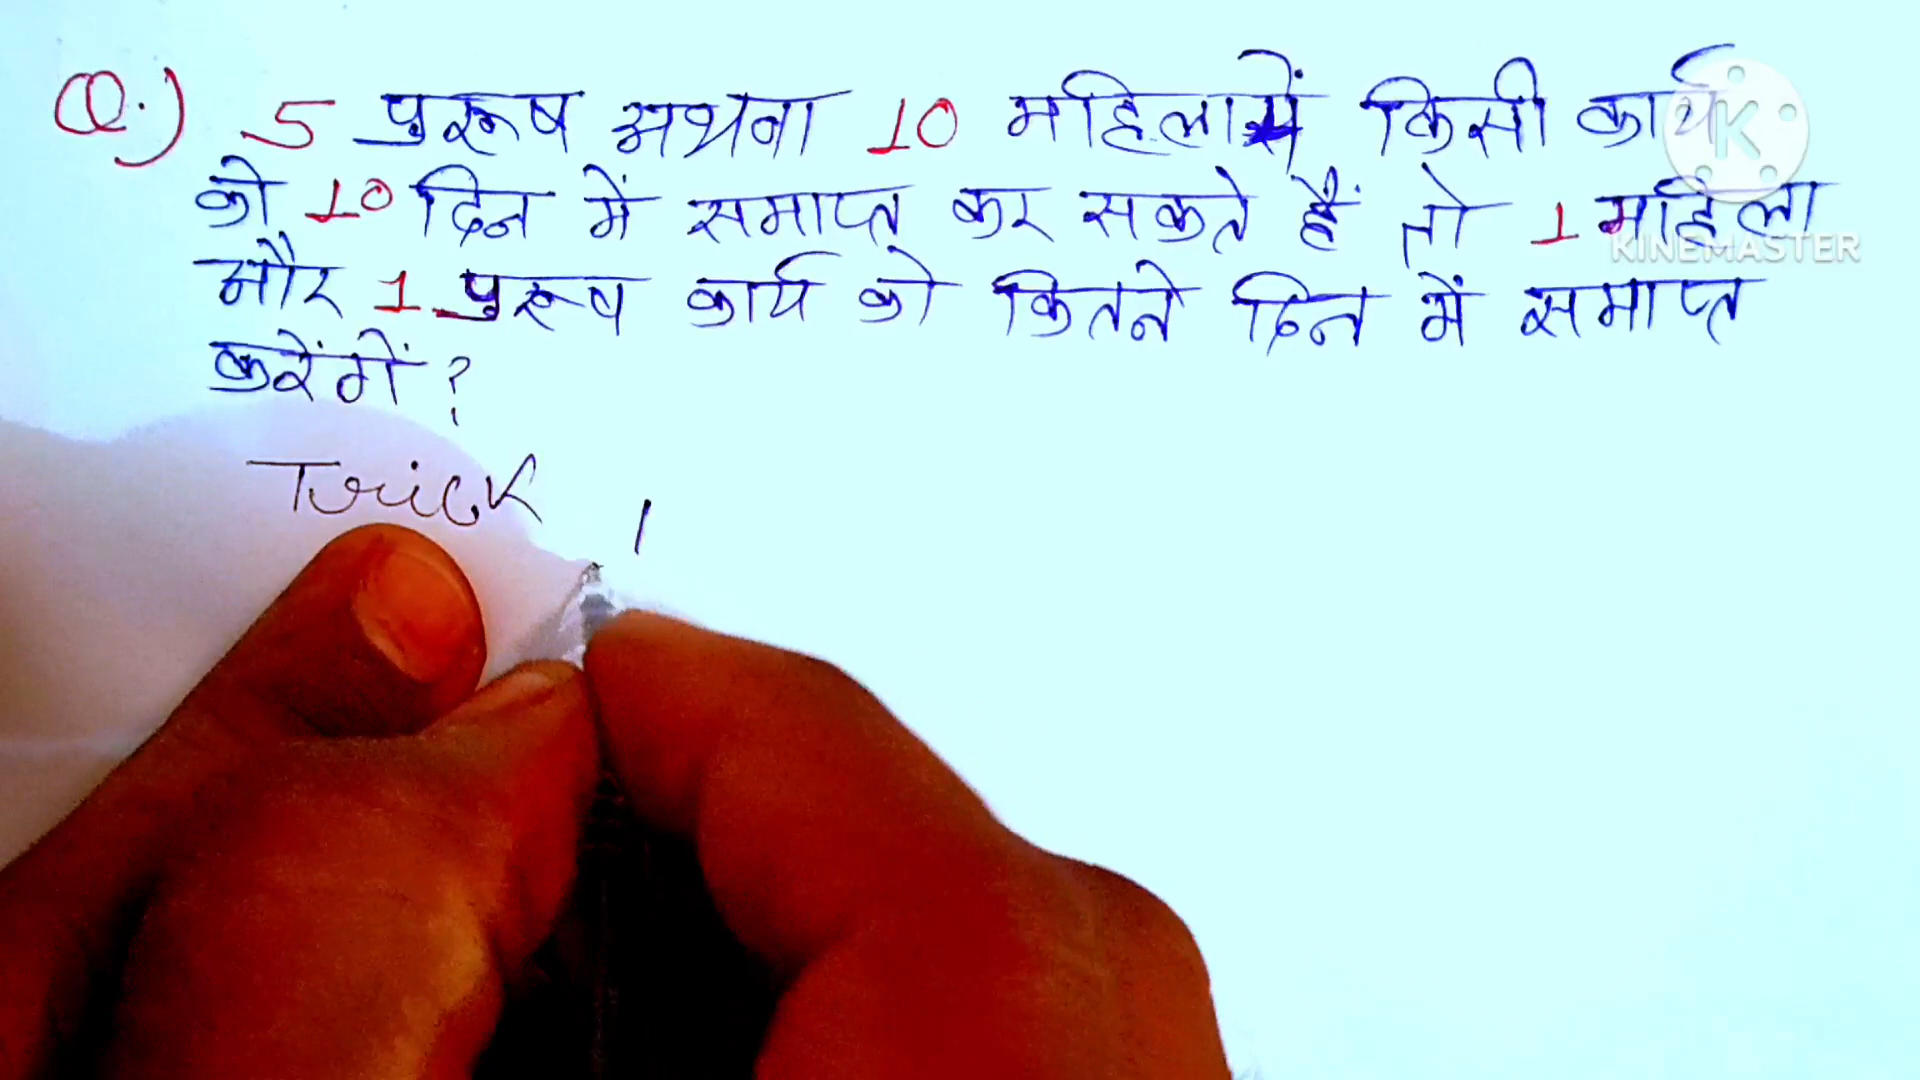 Q.) 5 पुरूष अथवा 10 महिलायें किसी कार्य
को 10 दिन में समाप्त कर सकते हैं तो 1 महिला
और 1 पुरूष कार्य को कितने दिन में समाप्त
करेंगें ?
Trick
1
KINEMASTER